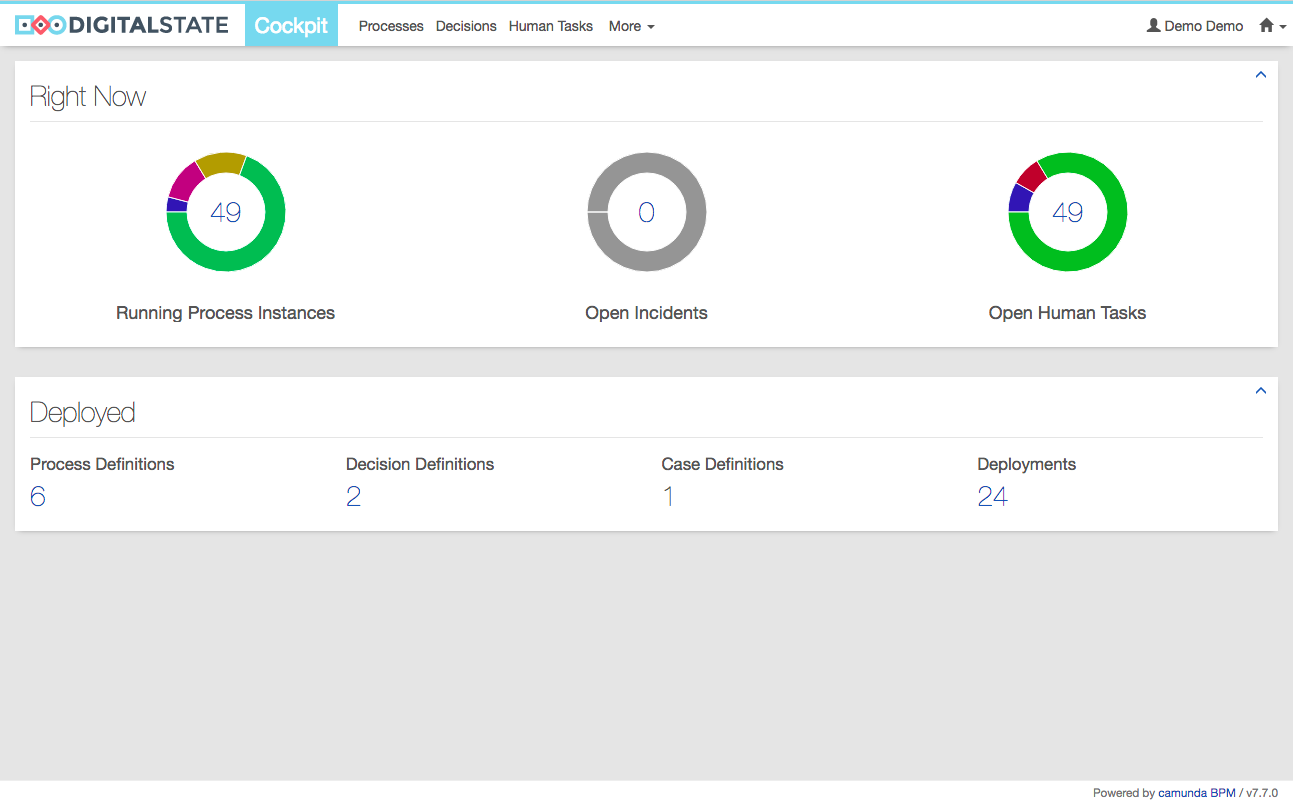 DIGITALSTATE Cockpit Processes Decisions Human Tasks More Demo Demo
Right Now
49 0 49
Running Process Instances Open Incidents Open Human Tasks
Deployed
Process Definitions Decision Definitions Case Definitions Deployments
6 2 1 24
Powered by camunda BPM / v7.7.0